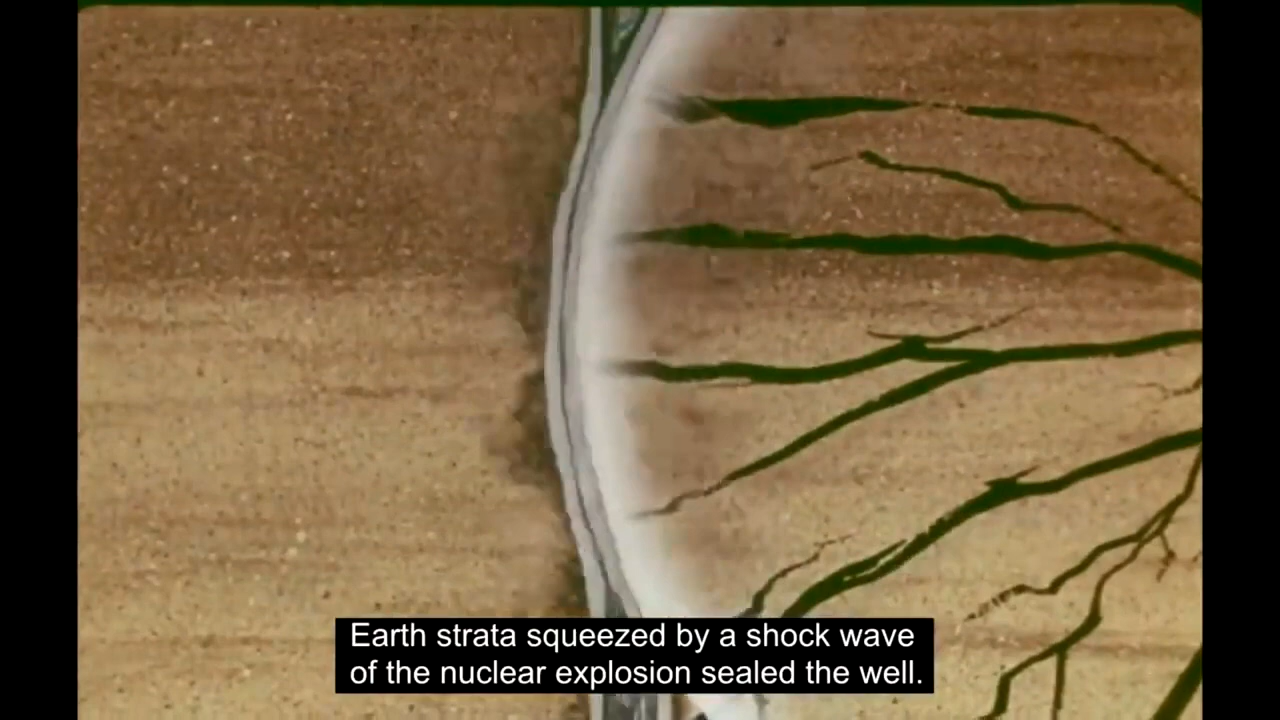 Earth strata squeezed by a shock wave
of the nuclear explosion sealed the well.